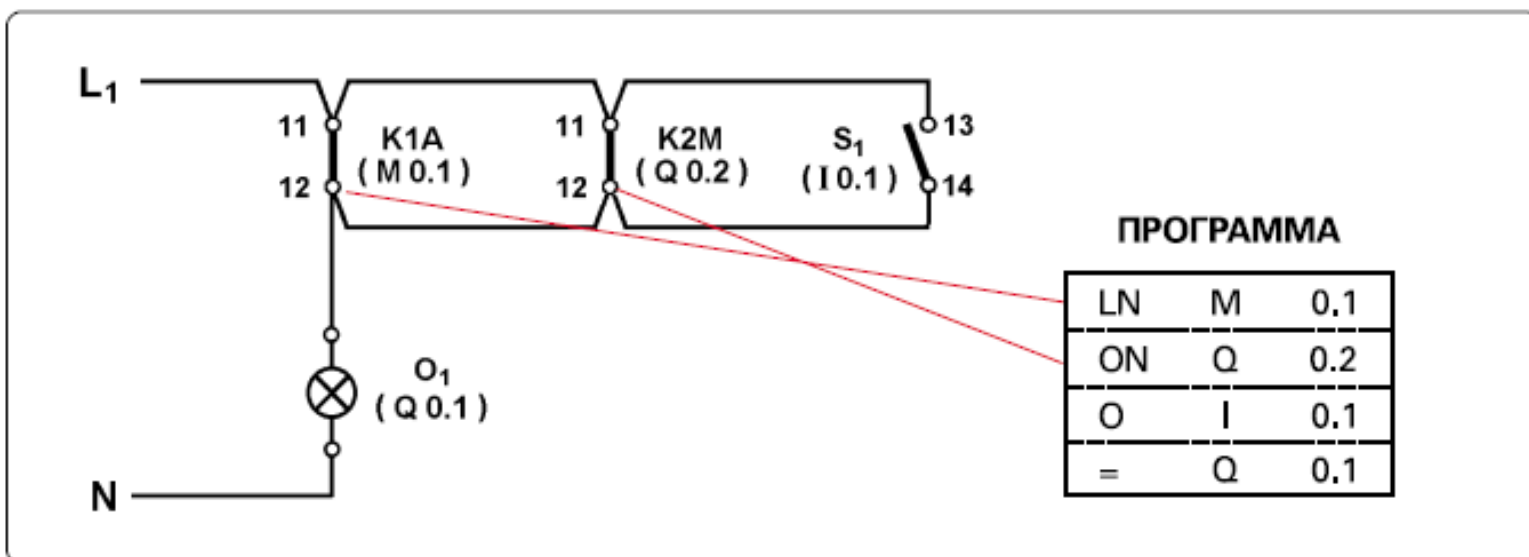 L₁
11 K1A
( M 0.1 )
12
11 K2M
( Q 0.2 )
12
S₁
( I 0.1 )
13
14
O₁
( Q 0.1 )
N
ПРОГРАММА
LN M 0.1
ON Q 0.2
O I 0.1
= Q 0.1